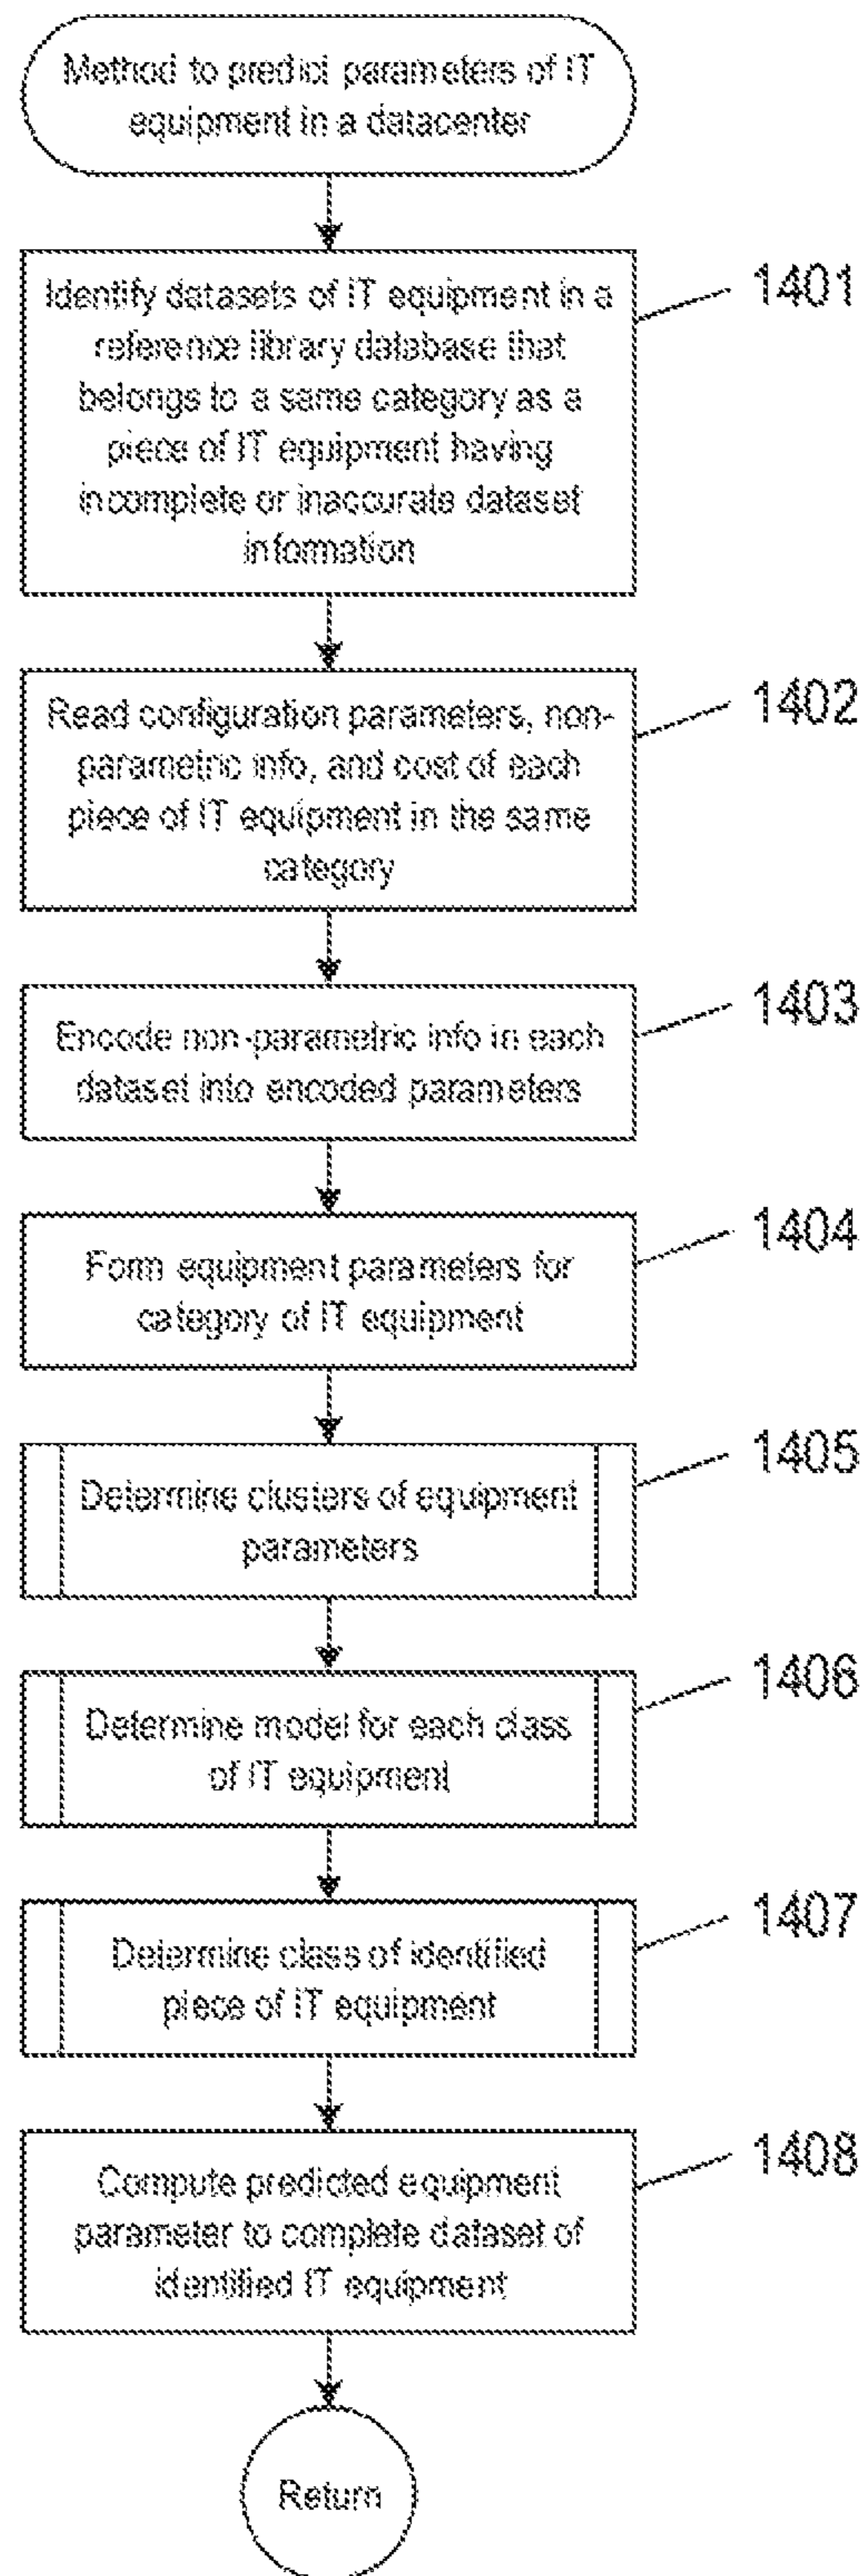 Method to predict parameters of IT
equipment in a datacenter
Identify datasets of IT equipment in a
reference library database that
belongs to a same category as a
piece of IT equipment having
incomplete or inaccurate dataset
information
1401
Read configuration parameters, non-
parametric info, and cost of each
piece of IT equipment in the same
category
1402
Encode non-parametric info in each
dataset into encoded parameters
1403
Form equipment parameters for
category of IT equipment
1404
Determine clusters of equipment
parameters
1405
Determine model for each class
of IT equipment
1406
Determine class of identified
piece of IT equipment
1407
Compute predicted equipment
parameter to complete dataset of
identified IT equipment
1408
Return